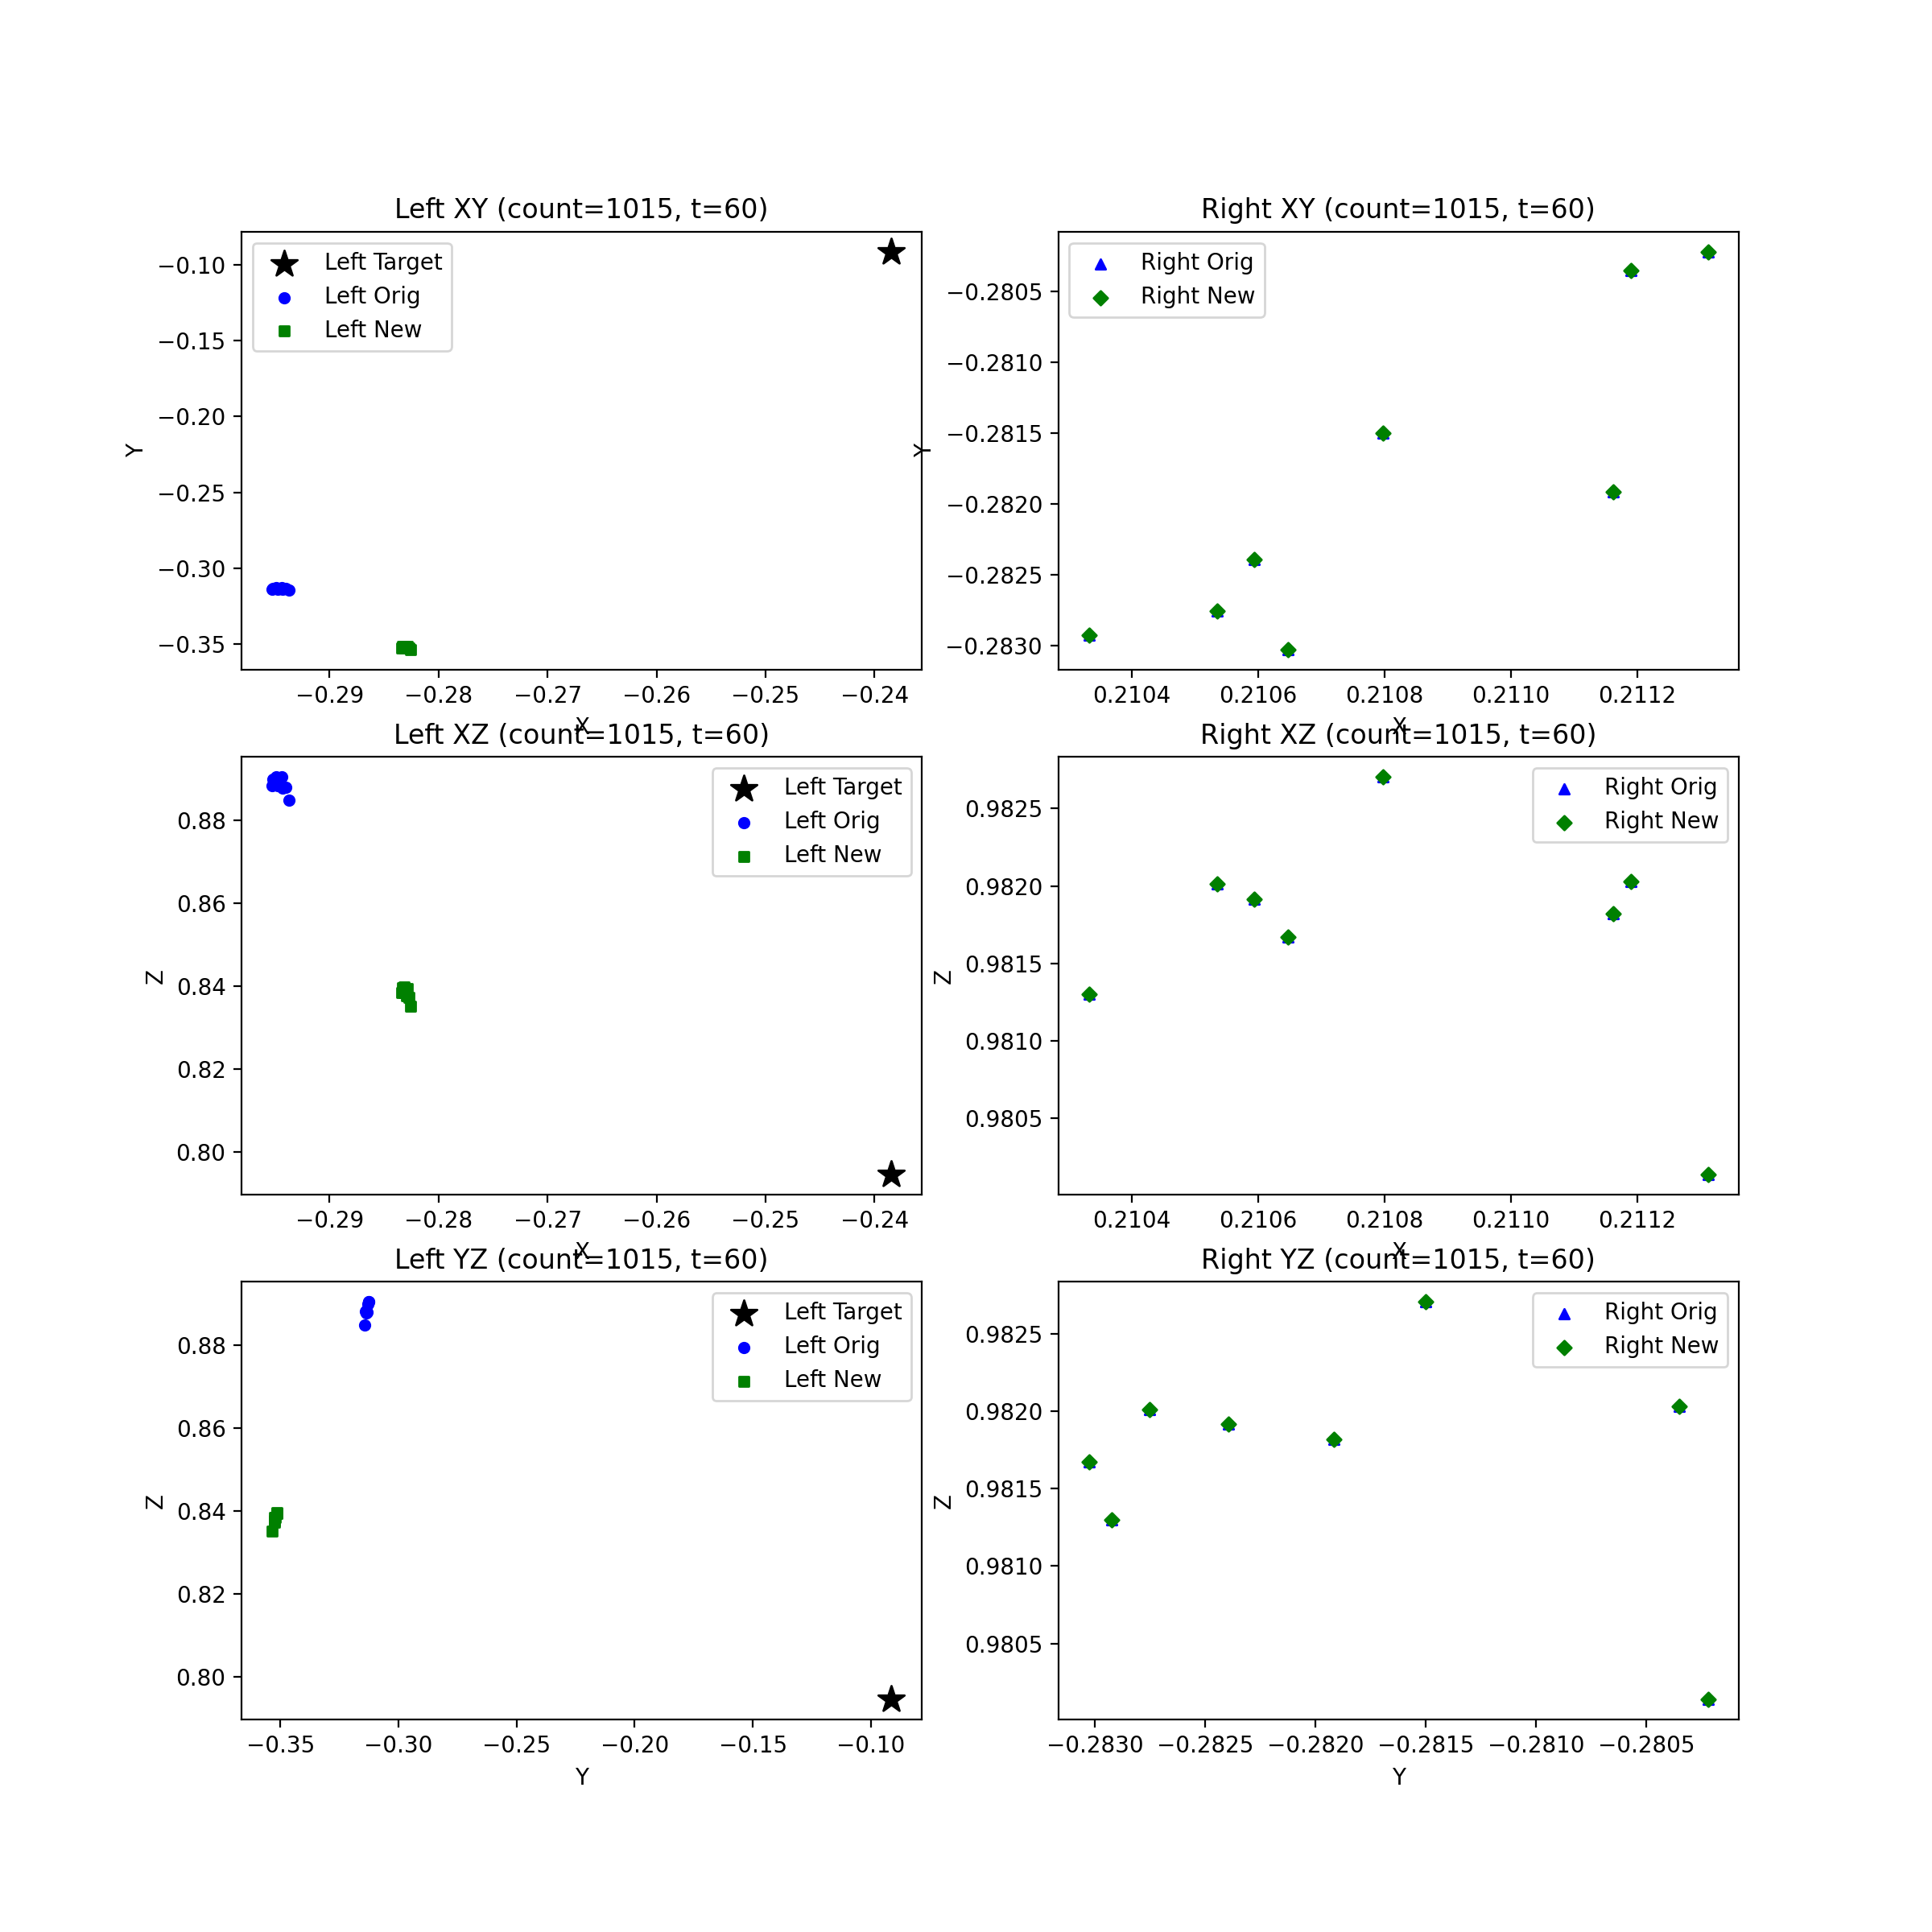 Left XY (count=1015, t=60)
Left Target
Left Orig
Left New
−0.10
−0.15
−0.20
−0.25
−0.30
−0.35
Y
−0.29 −0.28 −0.27 −0.26 −0.25 −0.24
X
Right XY (count=1015, t=60)
Right Orig
Right New
−0.2805
−0.2810
−0.2815
−0.2820
−0.2825
−0.2830
Y
0.2104 0.2106 0.2108 0.2110 0.2112
X
Left XZ (count=1015, t=60)
Left Target
Left Orig
Left New
0.88
0.86
0.84
0.82
0.80
Z
−0.29 −0.28 −0.27 −0.26 −0.25 −0.24
X
Right XZ (count=1015, t=60)
Right Orig
Right New
0.9825
0.9820
0.9815
0.9810
0.9805
Z
0.2104 0.2106 0.2108 0.2110 0.2112
X
Left YZ (count=1015, t=60)
Left Target
Left Orig
Left New
0.88
0.86
0.84
0.82
0.80
Z
−0.35 −0.30 −0.25 −0.20 −0.15 −0.10
Y
Right YZ (count=1015, t=60)
Right Orig
Right New
0.9825
0.9820
0.9815
0.9810
0.9805
Z
−0.2830 −0.2825 −0.2820 −0.2815 −0.2810 −0.2805
Y